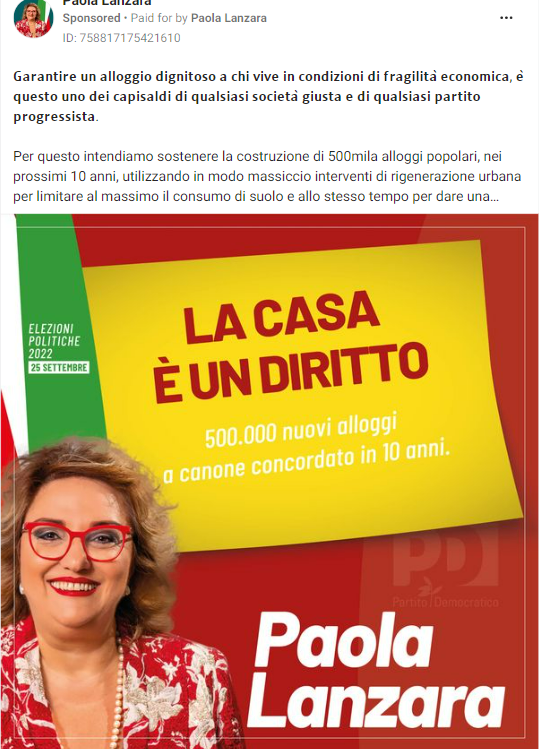 Paola Lanzara
Sponsored • Paid for by Paola Lanzara
ID: 758817175421610
Garantire un alloggio dignitoso a chi vive in condizioni di fragilità economica, è
questo uno dei capisaldi di qualsiasi società giusta e di qualsiasi partito
progressista.
Per questo intendiamo sostenere la costruzione di 500mila alloggi popolari, nei
prossimi 10 anni, utilizzando in modo massiccio interventi di rigenerazione urbana
per limitare al massimo il consumo di suolo e allo stesso tempo per dare una...
ELEZIONI
POLITICHE
2022
25 SETTEMBRE
LA CASA
È UN DIRITTO
500.000 nuovi alloggi
a canone concordato in 10 anni.
PD
Partito Democratico
Paola
Lanzara